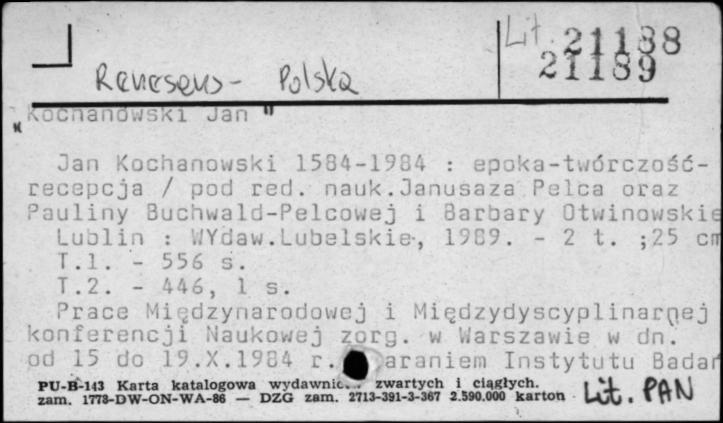 Lit. 21188
21189
Renesans - Polska
"Kochanowski Jan"
Jan Kochanowski 1584-1984 : epoka-twórczość-
recepcja / pod red. nauk.Janusaza Pelca oraz
Pauliny Buchwald-Pelcowej i Barbary Otwinowskie
Lublin : WYdaw.Lubelskie, 1989. - 2 t. ;25 cm
T.1. - 556 s.
T.2. - 446, 1 s.
Prace Międzynarodowej i Międzydyscyplinarnej
konferencji Naukowej zorg. w Warszawie w dn.
od 15 do 19.X.1984 r. araniem Instytutu Badań
PU-B-143 Karta katalogowa wydawnic zwartych i ciągłych.
zam. 1778-DW-ON-WA-86 — DZG zam. 2713-391-3-367 2.590.000 karton
Lit. PAN